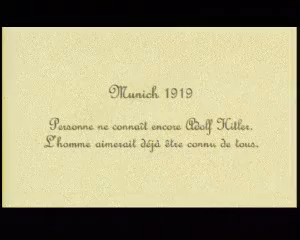 Munich 1919
Personne ne connaît encore Adolf Hitler.
L'homme aimerait déjà être connu de tous.